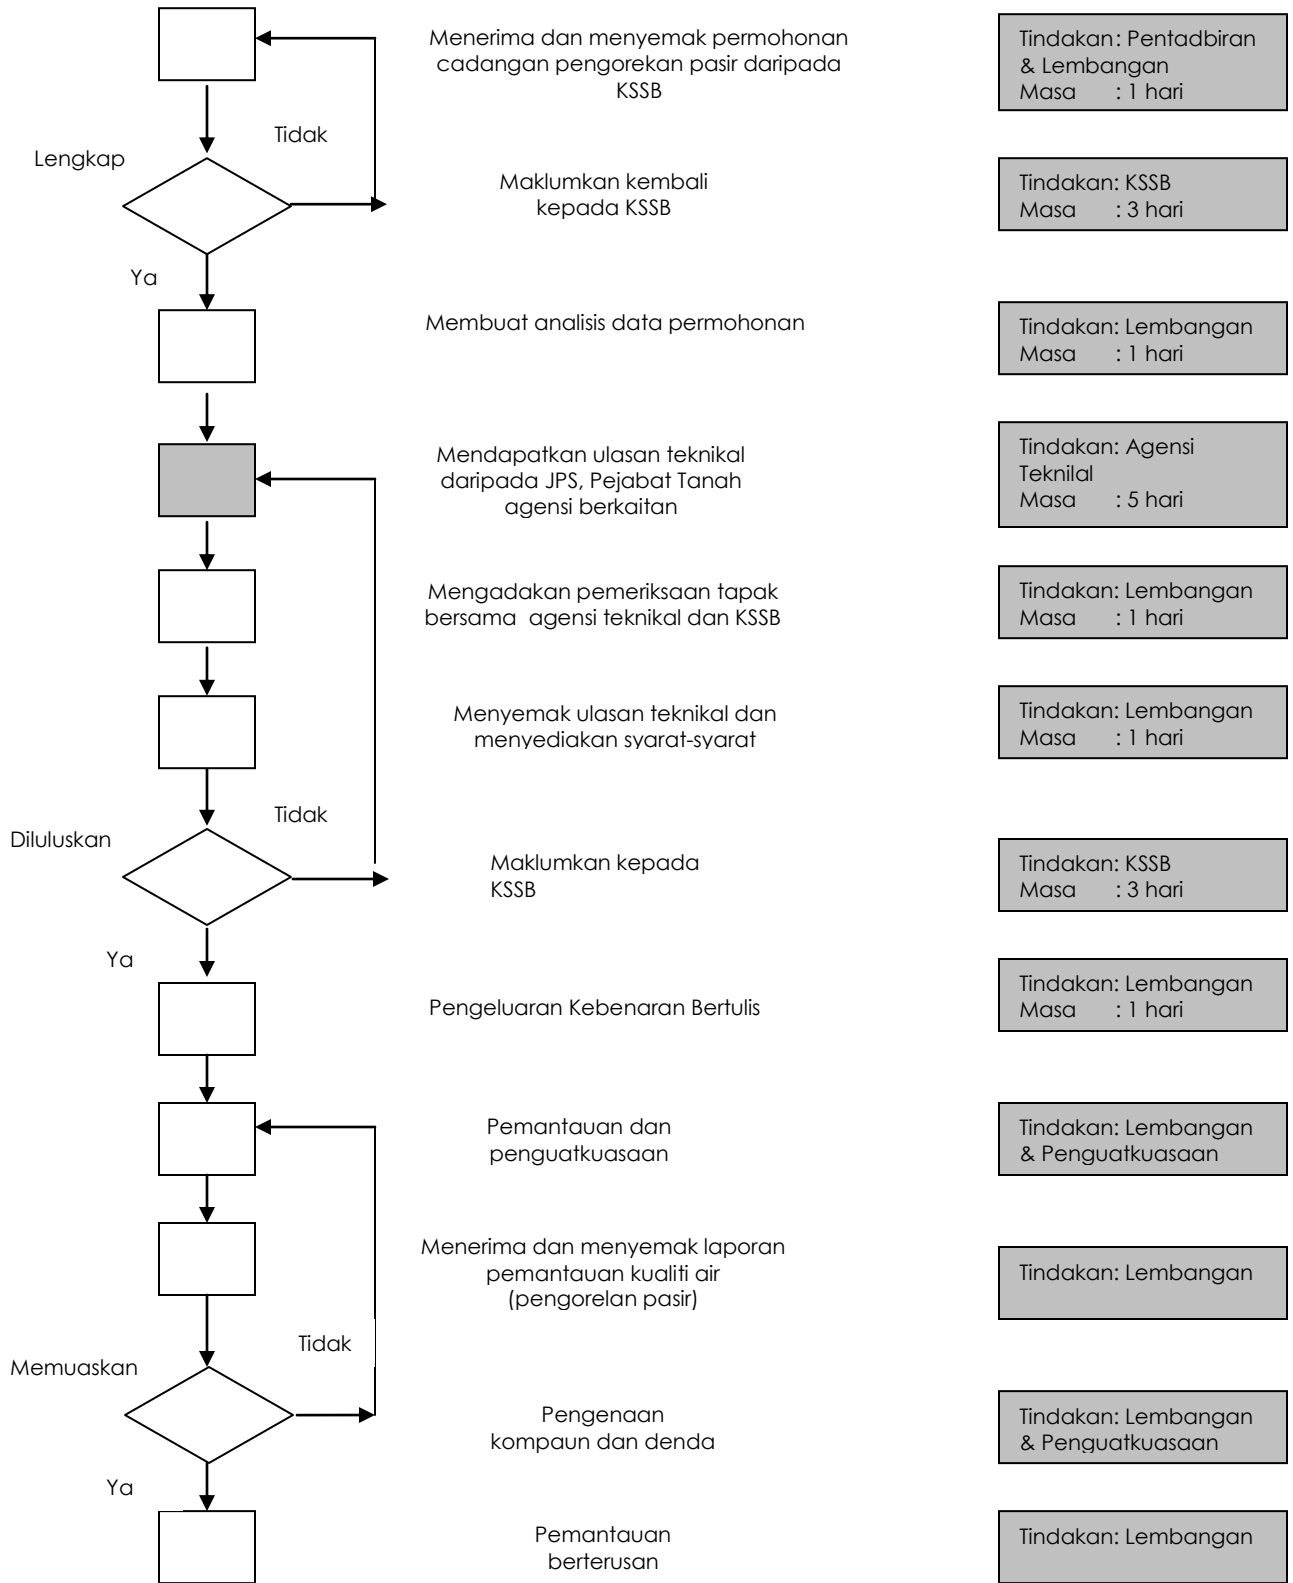 Menerima dan menyemak permohonan
cadangan pengorekan pasir daripada
KSSB
Tindakan: Pentadbiran
& Lembangan
Masa : 1 hari
Tidak
Lengkap
Maklumkan kembali
kepada KSSB
Tindakan: KSSB
Masa : 3 hari
Ya
Membuat analisis data permohonan
Tindakan: Lembangan
Masa : 1 hari
Mendapatkan ulasan teknikal
daripada JPS, Pejabat Tanah
agensi berkaitan
Tindakan: Agensi
Teknilal
Masa : 5 hari
Mengadakan pemeriksaan tapak
bersama agensi teknikal dan KSSB
Tindakan: Lembangan
Masa : 1 hari
Menyemak ulasan teknikal dan
menyediakan syarat-syarat
Tindakan: Lembangan
Masa : 1 hari
Tidak
Diluluskan
Maklumkan kepada
KSSB
Tindakan: KSSB
Masa : 3 hari
Ya
Pengeluaran Kebenaran Bertulis
Tindakan: Lembangan
Masa : 1 hari
Pemantauan dan
penguatkuasaan
Tindakan: Lembangan
& Penguatkuasaan
Menerima dan menyemak laporan
pemantauan kualiti air
(pengorelan pasir)
Tindakan: Lembangan
Tidak
Memuaskan
Pengenaan
kompaun dan denda
Tindakan: Lembangan
& Penguatkuasaan
Ya
Pemantauan
berterusan
Tindakan: Lembangan